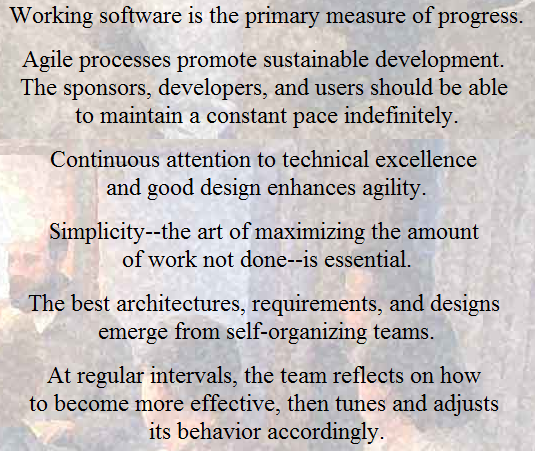 Working software is the primary measure of progress.
Agile processes promote sustainable development.
The sponsors, developers, and users should be able
to maintain a constant pace indefinitely.
Continuous attention to technical excellence
and good design enhances agility.
Simplicity--the art of maximizing the amount
of work not done--is essential.
The best architectures, requirements, and designs
emerge from self-organizing teams.
At regular intervals, the team reflects on how
to become more effective, then tunes and adjusts
its behavior accordingly.